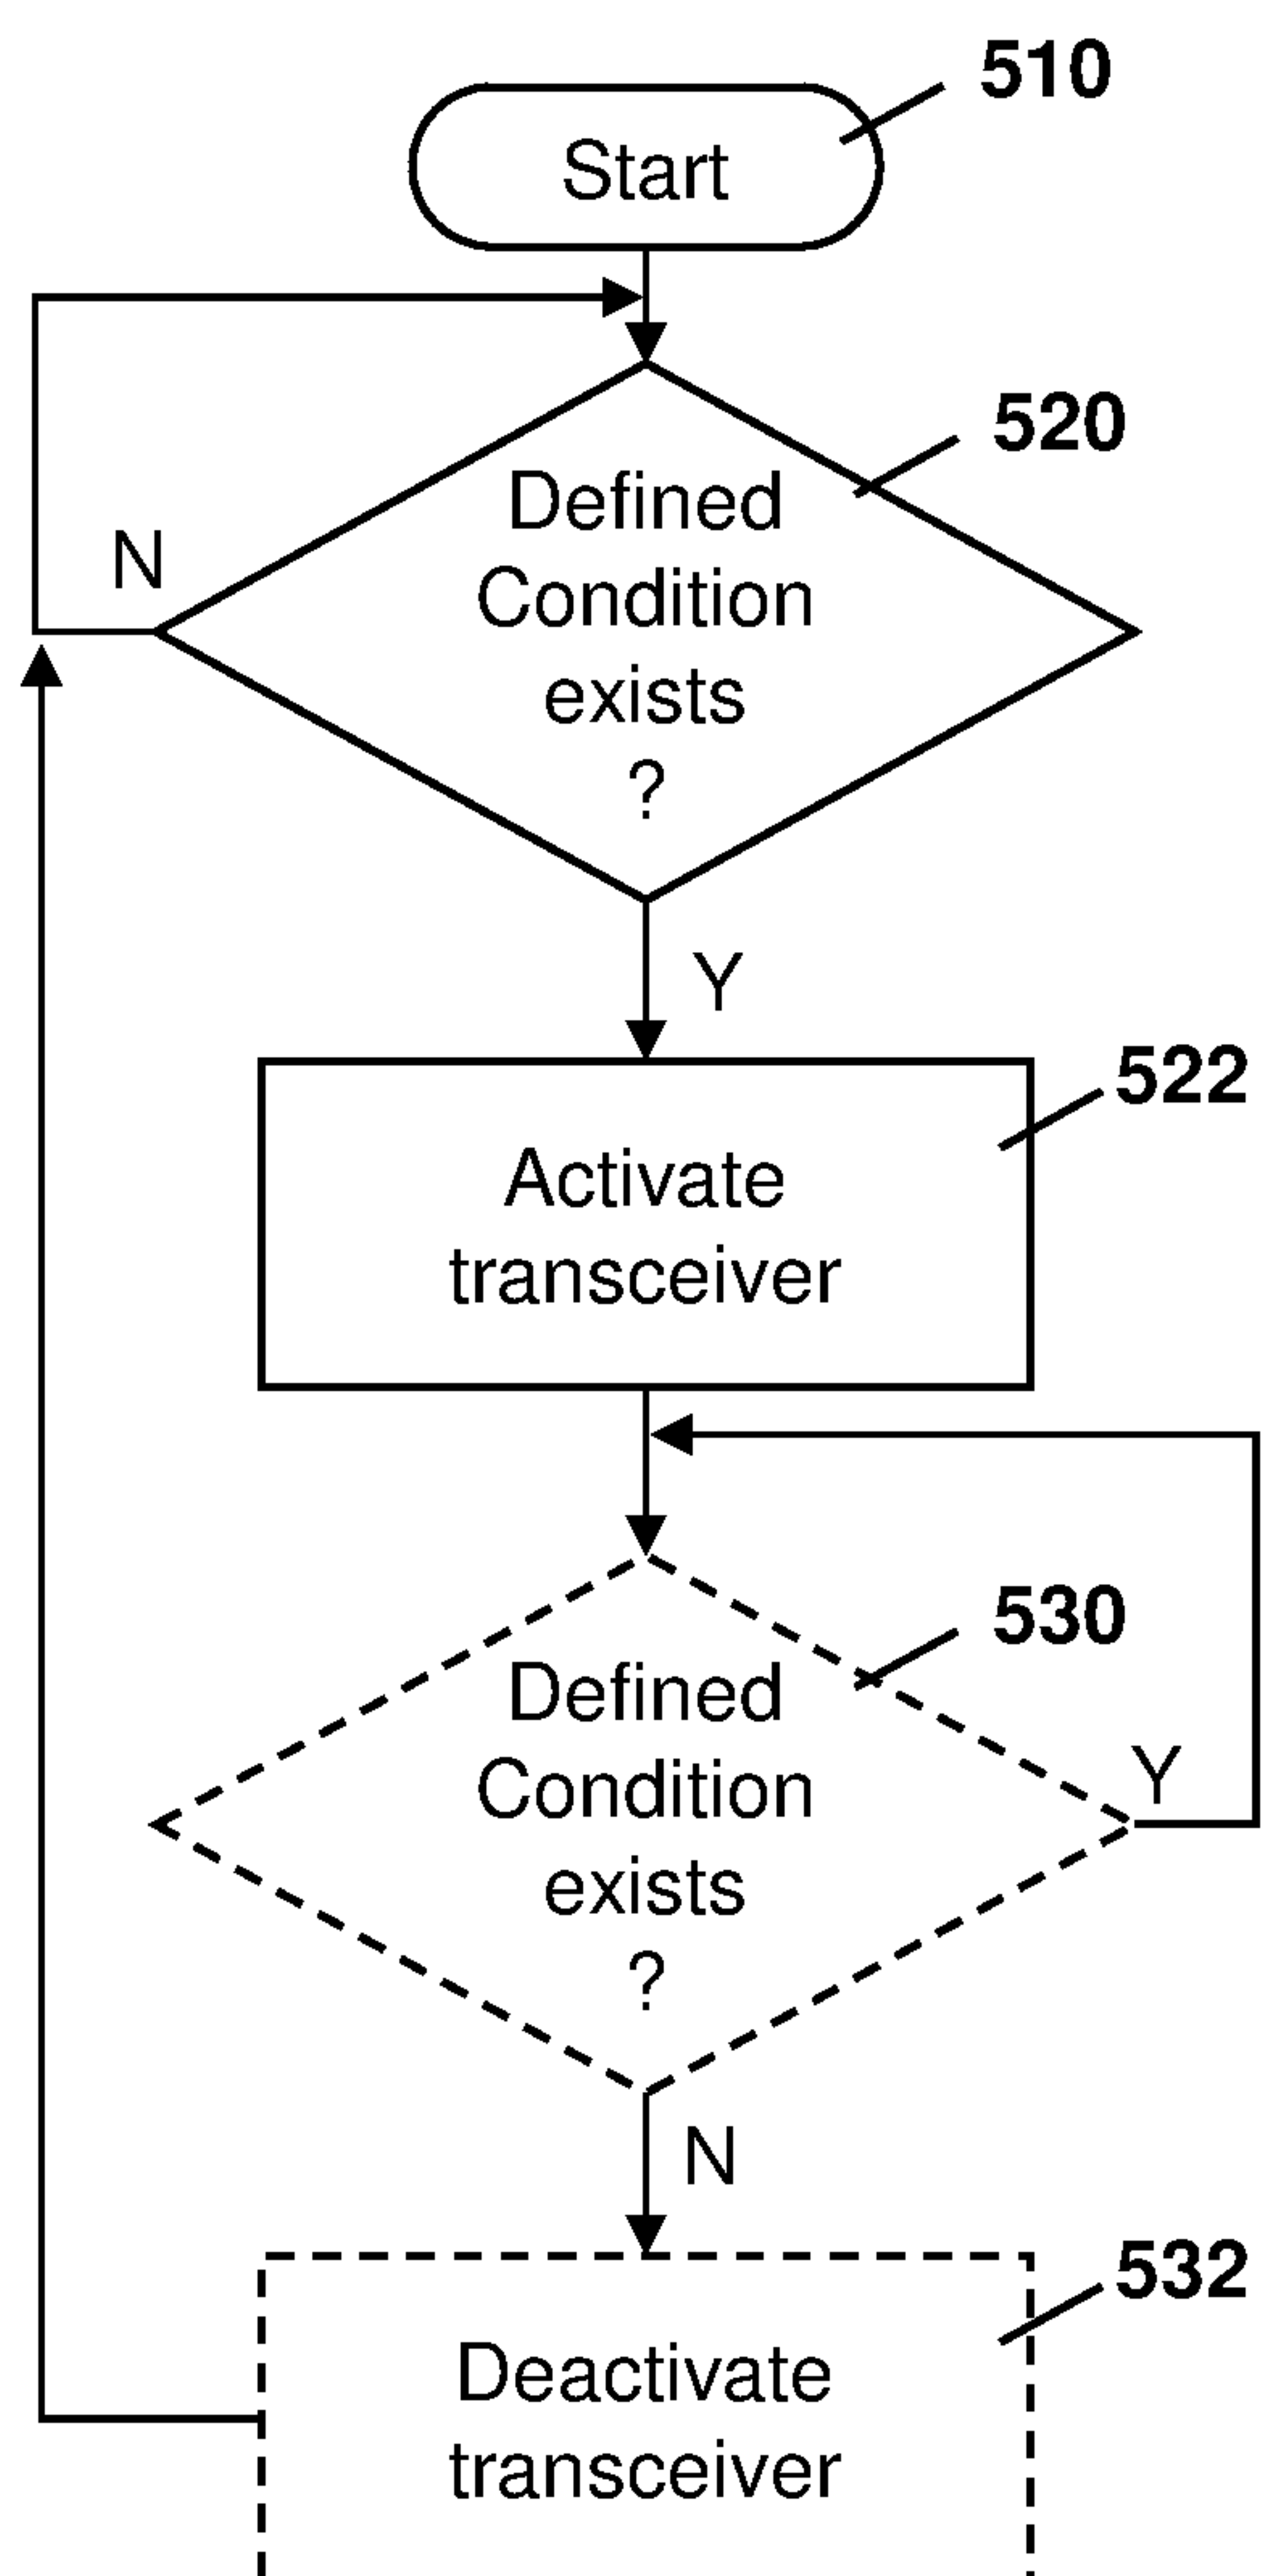 510
Start
520
Defined
Condition
exists
?
N
Y
522
Activate
transceiver
530
Defined
Condition
exists
?
Y
N
532
Deactivate
transceiver